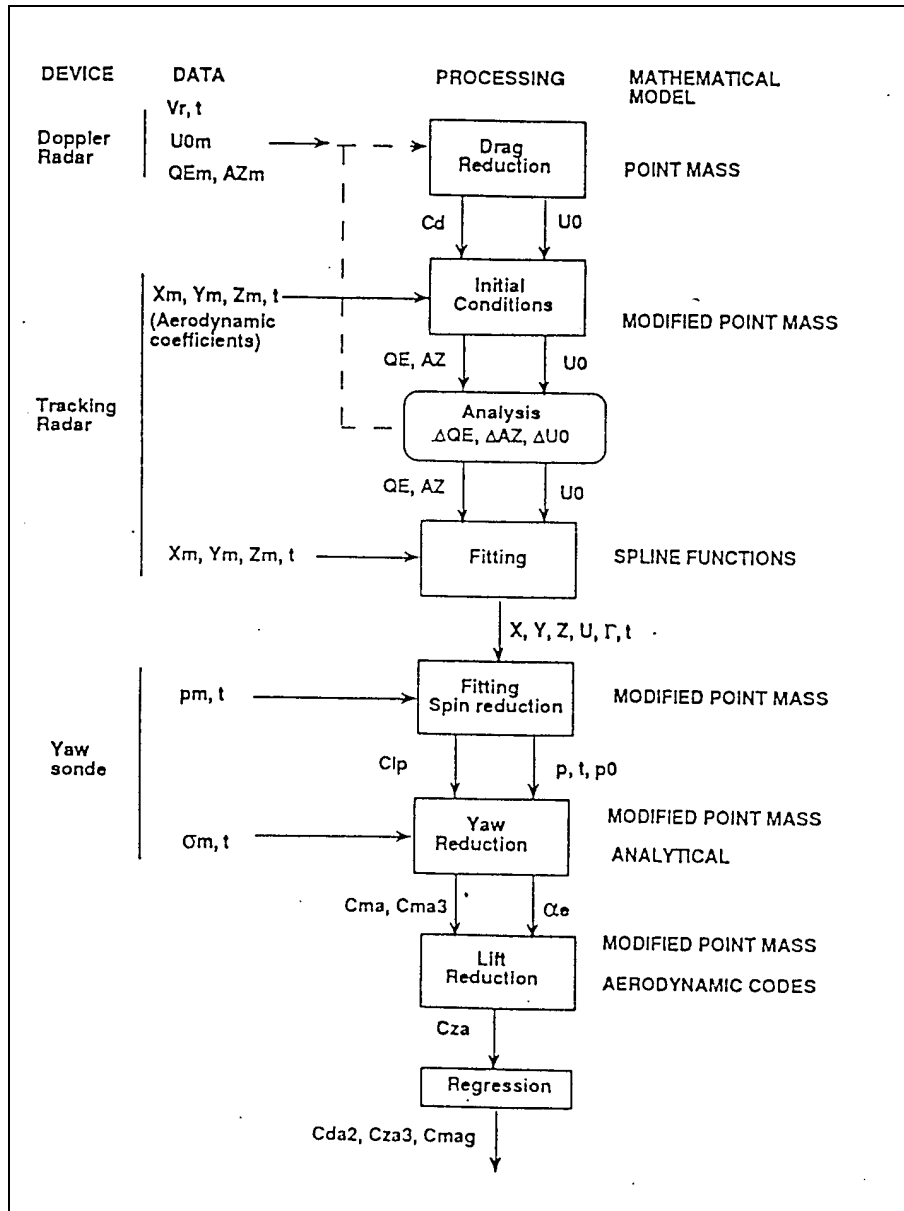 DEVICE
DATA
PROCESSING
MATHEMATICAL
MODEL
Doppler
Radar
Vr, t
U0m
QEm, AZm
Drag
Reduction
POINT MASS
Cd
U0
Xm, Ym, Zm, t
(Aerodynamic
coefficients)
Initial
Conditions
MODIFIED POINT MASS
QE, AZ
U0
Tracking
Radar
Analysis
ΔQE, ΔAZ, ΔU0
QE, AZ
U0
Xm, Ym, Zm, t
Fitting
SPLINE FUNCTIONS
X, Y, Z, U, Γ, t
pm, t
Fitting
Spin reduction
MODIFIED POINT MASS
Yaw
sonde
Clp
p, t, p0
σm, t
Yaw
Reduction
MODIFIED POINT MASS
ANALYTICAL
Cma, Cma3
αe
Lift
Reduction
MODIFIED POINT MASS
AERODYNAMIC CODES
Cza
Regression
Cda2, Cza3, Cmag